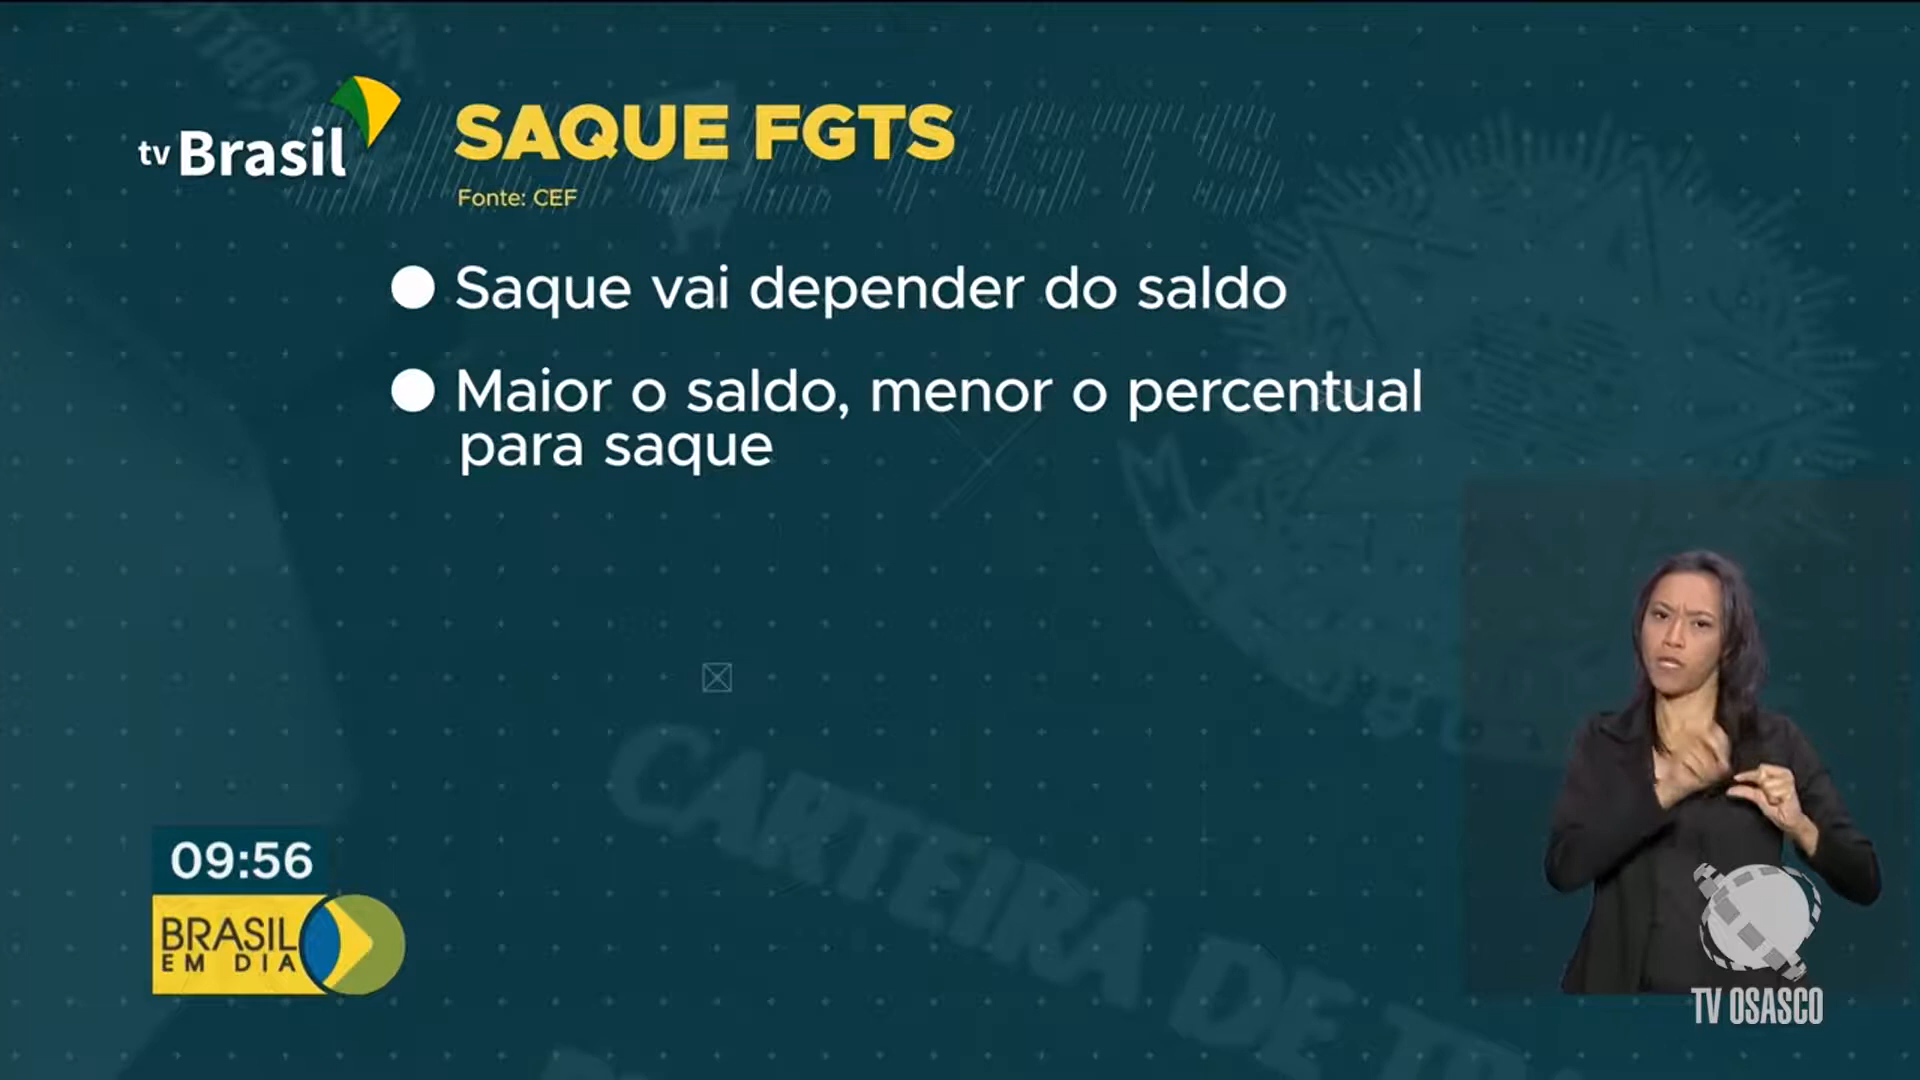 tv Brasil
SAQUE FGTS
Fonte: CEF
Saque vai depender do saldo
Maior o saldo, menor o percentual
para saque
09:56
BRASIL
EM DIA
CARTEIRA DE
TV OSASCO